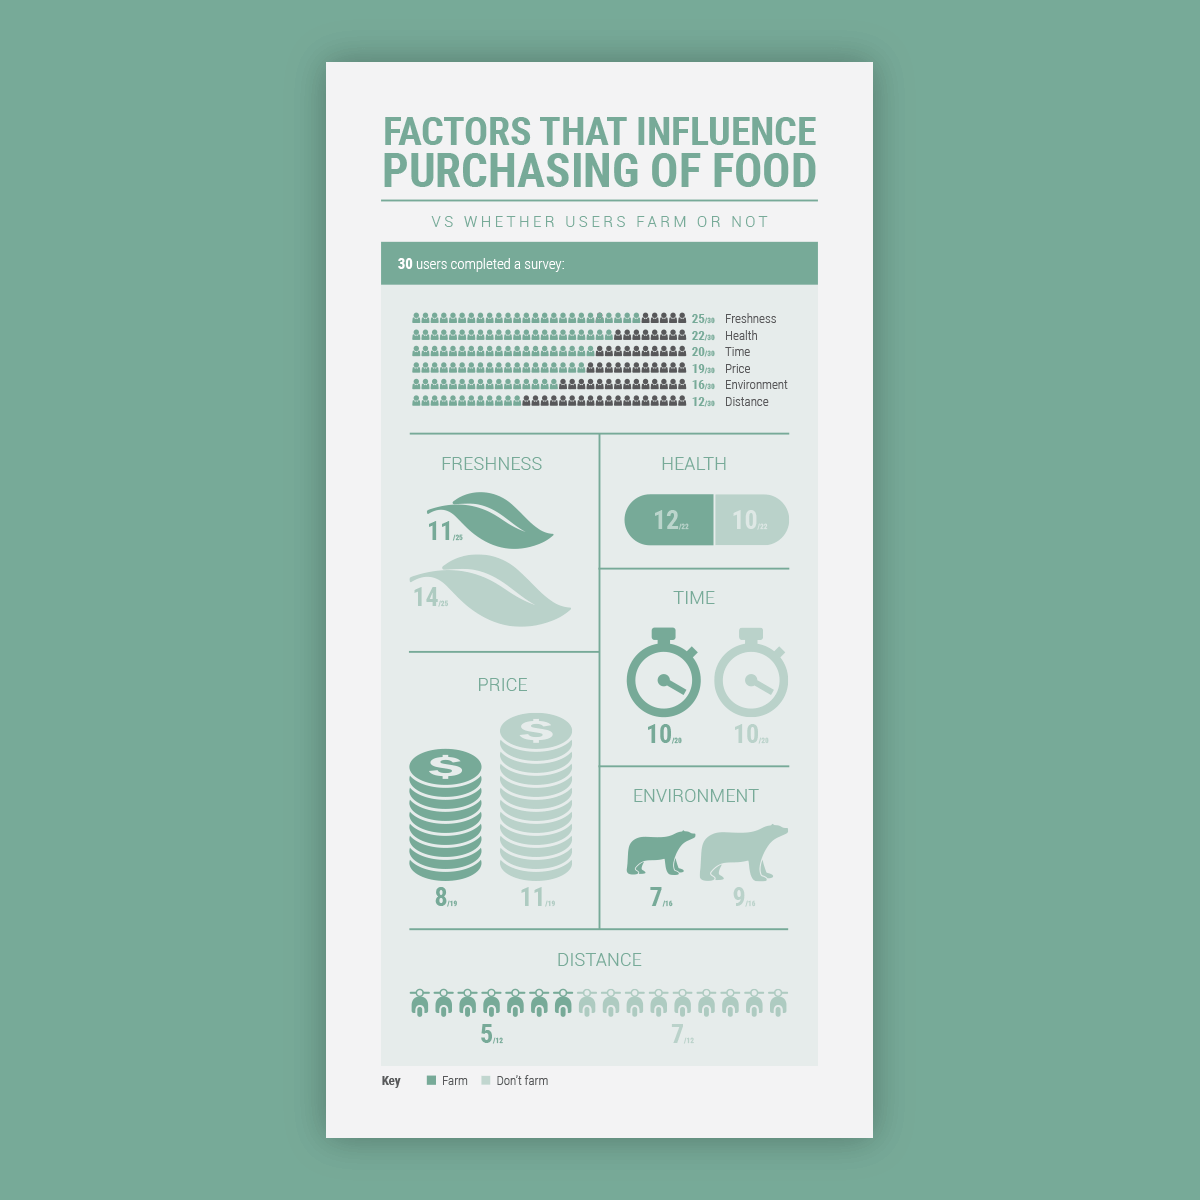 FACTORS THAT INFLUENCE
PURCHASING OF FOOD
VS WHETHER USERS FARM OR NOT
30 users completed a survey:
25/30 Freshness
22/30 Health
20/30 Time
19/30 Price
16/30 Environment
12/30 Distance
FRESHNESS
11/25
14/25
HEALTH
12/22 10/22
TIME
10/20 10/20
PRICE
$ $
8/19 11/19
ENVIRONMENT
7/16 9/16
DISTANCE
5/12 7/12
Key Farm Don't farm